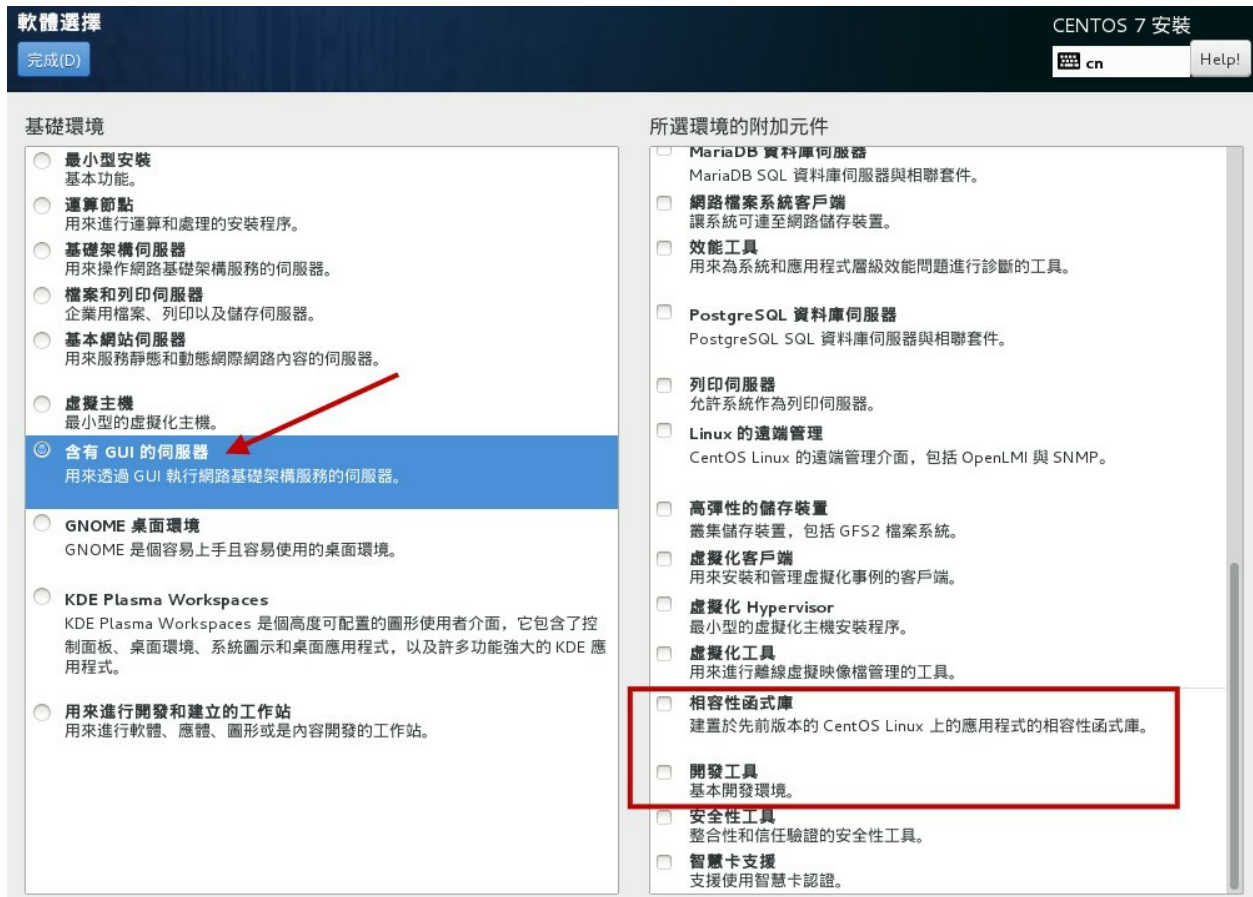 軟體選擇
CENTOS 7 安裝
完成(D)
cn
Help!
基礎環境
最小型安裝
基本功能。
運算節點
用來進行運算和處理的安裝程序。
基礎架構伺服器
用來操作網路基礎架構服務的伺服器。
檔案和列印伺服器
企業用檔案、列印以及儲存伺服器。
基本網站伺服器
用來服務靜態和動態網際網路內容的伺服器。
虛擬主機
最小型的虛擬化主機。
含有 GUI 的伺服器
用來透過 GUI 執行網路基礎架構服務的伺服器。
GNOME 桌面環境
GNOME 是個容易上手且容易使用的桌面環境。
KDE Plasma Workspaces
KDE Plasma Workspaces 是個高度可配置的圖形使用者介面，它包含了控
制面板、桌面環境、系統圖示和桌面應用程式，以及許多功能強大的 KDE 應
用程式。
用來進行開發和建立的工作站
用來進行軟體、應體、圖形或是內容開發的工作站。
所選環境的附加元件
MariaDB 資料庫伺服器
MariaDB SQL 資料庫伺服器與相聯套件。
網路檔案系統客戶端
讓系統可連至網路儲存裝置。
效能工具
用來為系統和應用程式層級效能問題進行診斷的工具。
PostgreSQL 資料庫伺服器
PostgreSQL SQL 資料庫伺服器與相聯套件。
列印伺服器
允許系統作為列印伺服器。
Linux 的遠端管理
CentOS Linux 的遠端管理介面，包括 OpenLMI 與 SNMP。
高彈性的儲存裝置
叢集儲存裝置，包括 GFS2 檔案系統。
虛擬化客戶端
用來安裝和管理虛擬化事例的客戶端。
虛擬化 Hypervisor
最小型的虛擬化主機安裝程序。
虛擬化工具
用來進行離線虛擬映像檔管理的工具。
相容性函式庫
建置於先前版本的 CentOS Linux 上的應用程式的相容性函式庫。
開發工具
基本開發環境。
安全性工具
整合性和信任驗證的安全性工具。
智慧卡支援
支援使用智慧卡認證。